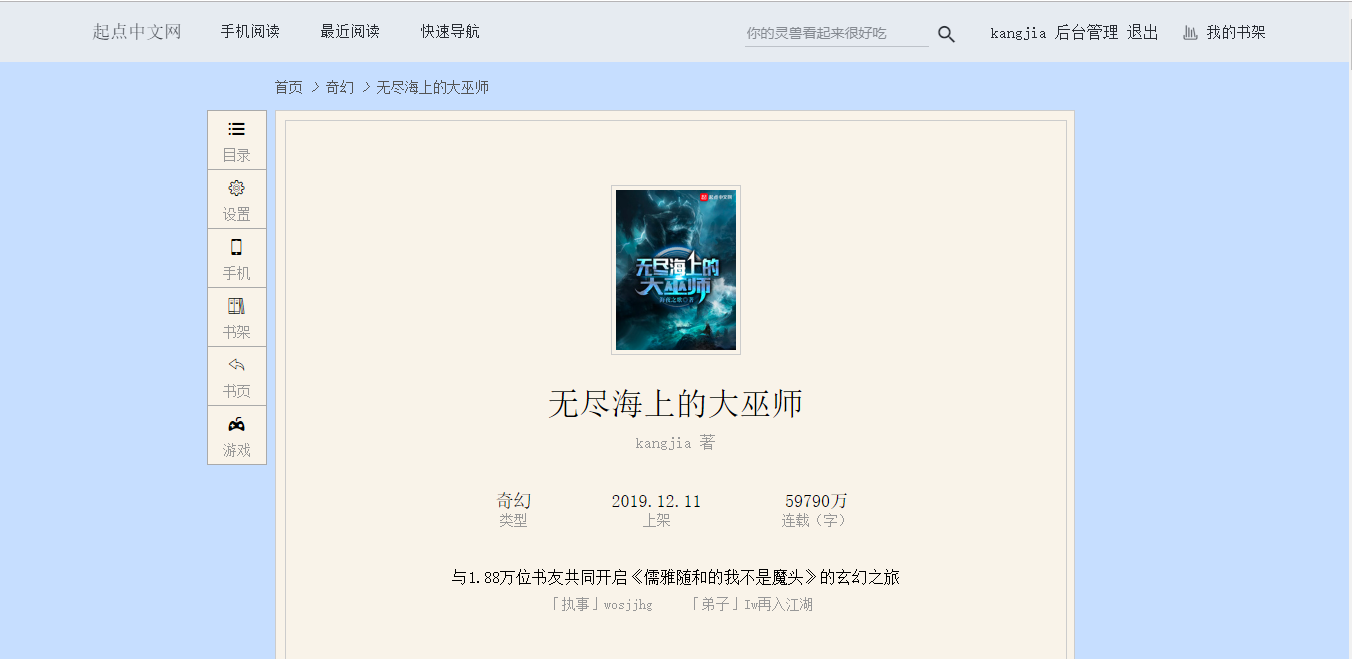 起点中文网 手机阅读 最近阅读 快速导航 你的灵兽看起来很好吃 kangjia 后台管理 退出 我的书架
首页 > 奇幻 > 无尽海上的大巫师
目录
设置
手机
书架
书页
游戏
起点中文网
无尽海上的
大巫师
无尽海上的大巫师
kangjia 著
奇幻 2019.12.11 59790万
类型 上架 连载（字）
与1.88万位书友共同开启《儒雅随和的我不是魔头》的玄幻之旅
「执事」wosjjhg 「弟子」Iw再入江湖